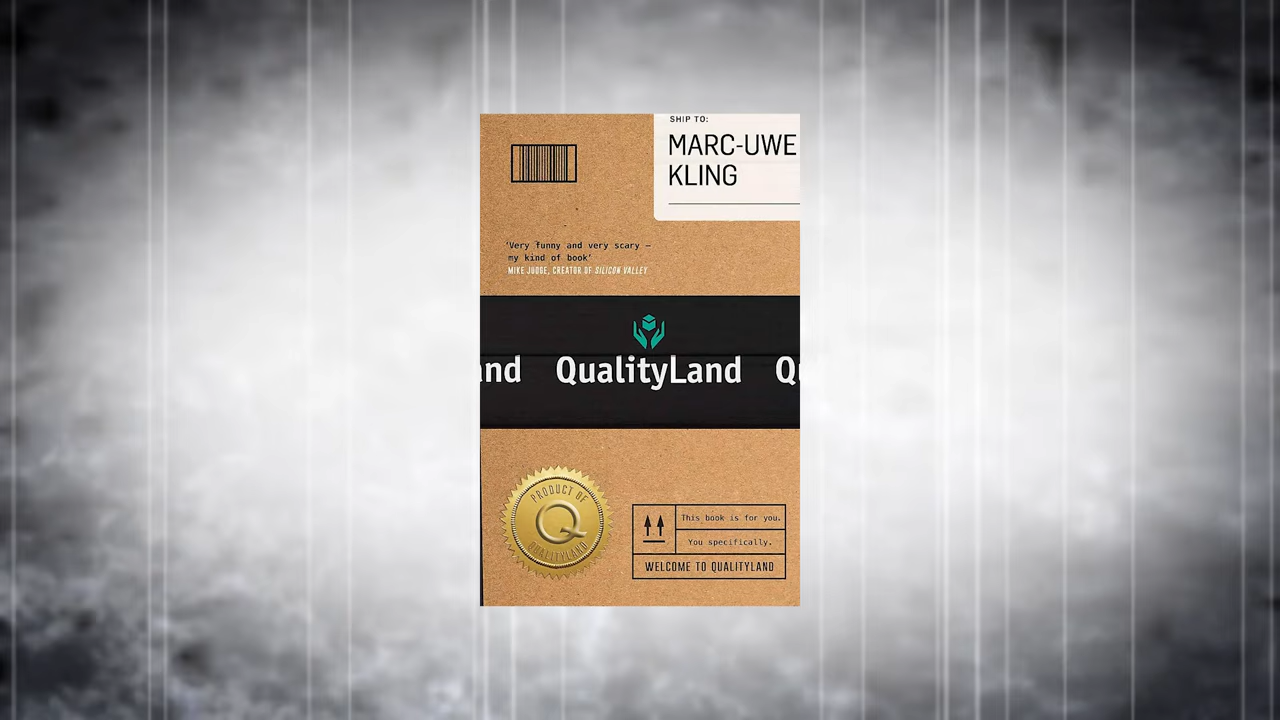 SHIP TO:
MARC-UWE
KLING
'Very funny and very scary –
my kind of book'
MIKE JUDGE, CREATOR OF SILICON VALLEY
and QualityLand Qu
PRODUCT OF
Q
QUALITYLAND
This book is for you.
You specifically.
WELCOME TO QUALITYLAND